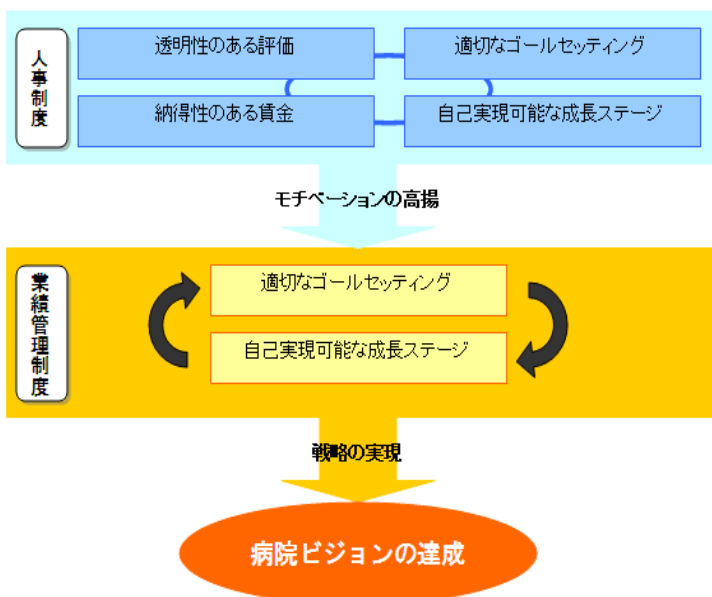 人事制度
透明性のある評価
適切なゴールセッティング
納得性のある賃金
自己実現可能な成長ステージ
モチベーションの高揚
業績管理制度
適切なゴールセッティング
自己実現可能な成長ステージ
戦略の実現
病院ビジョンの達成